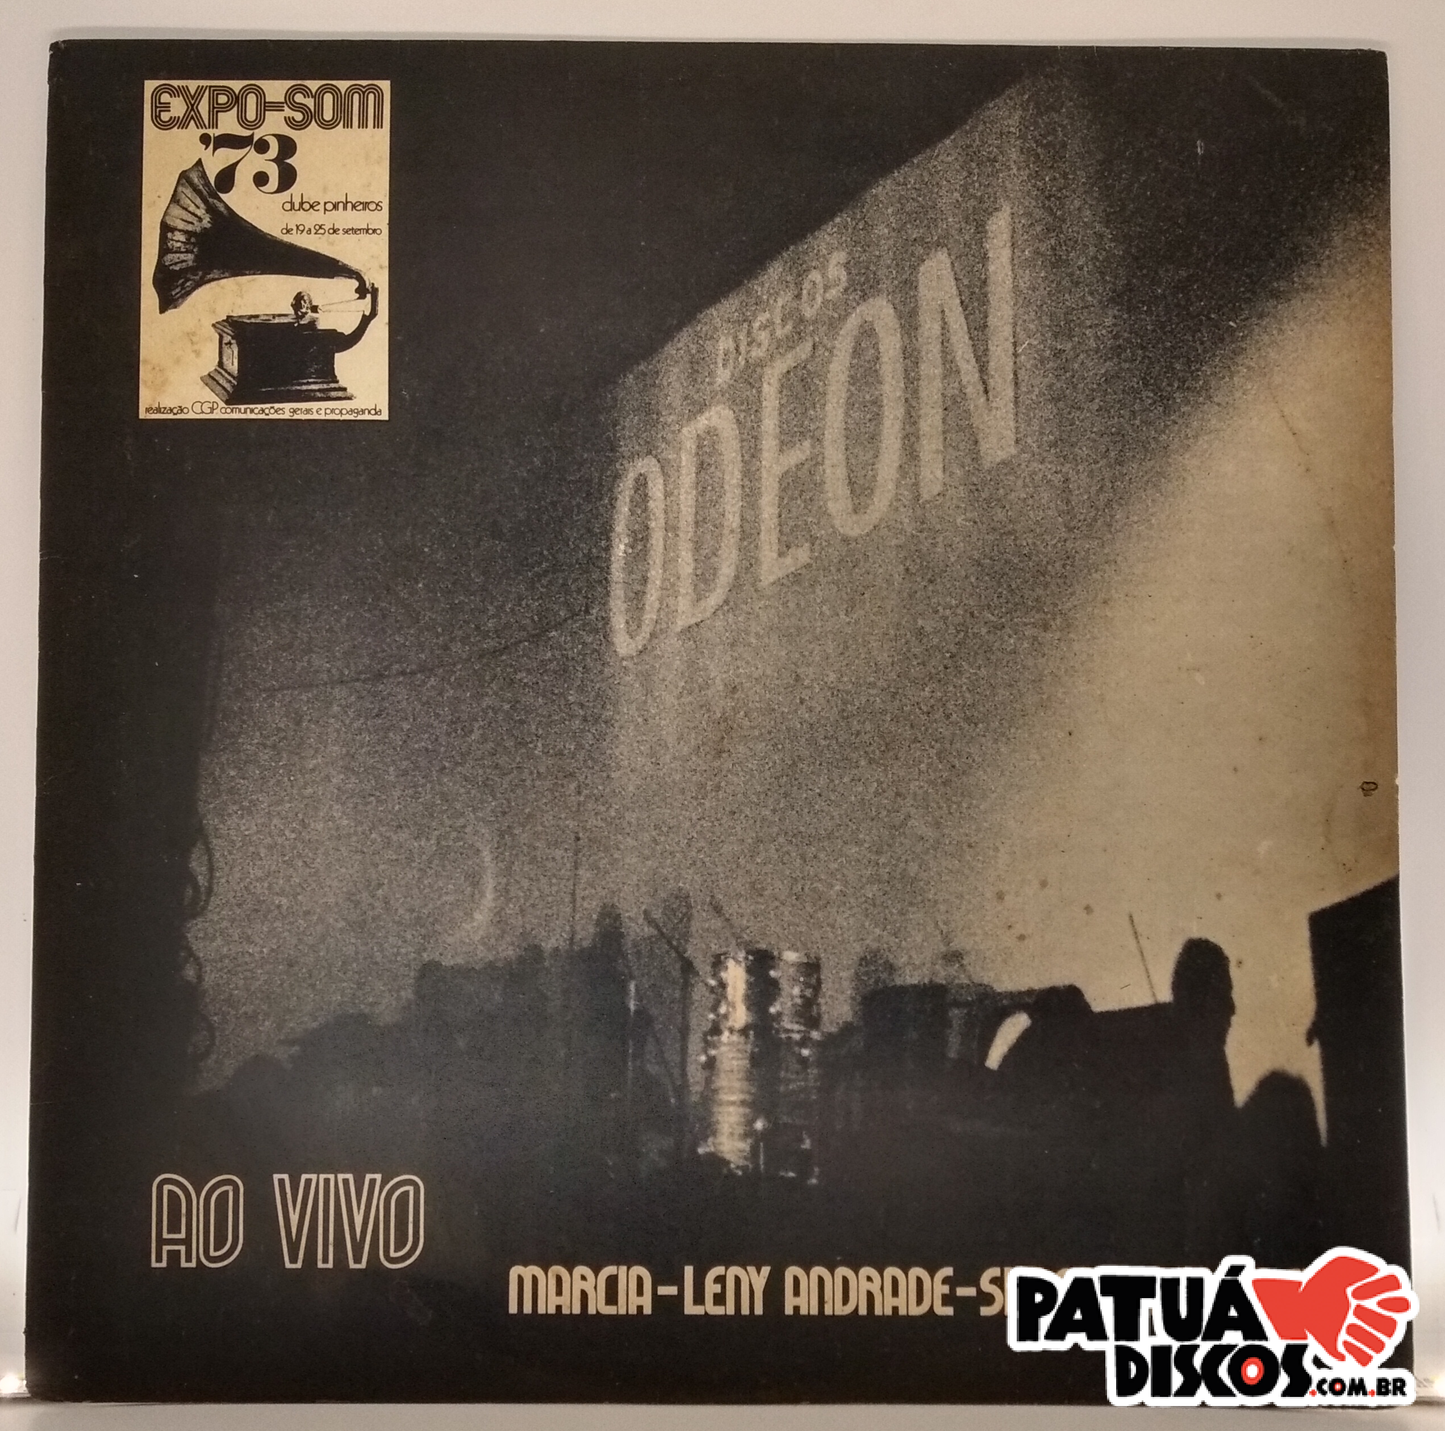 EXPO-SOM
'73
clube pinheiros
de 19 a 25 de setembro
realização CGP. comunicações gerais e propaganda
DISCOS
ODEON
AO VIVO
MARCIA-LENY ANDRADE-
PATUÁ
DISCOS
.COM.BR